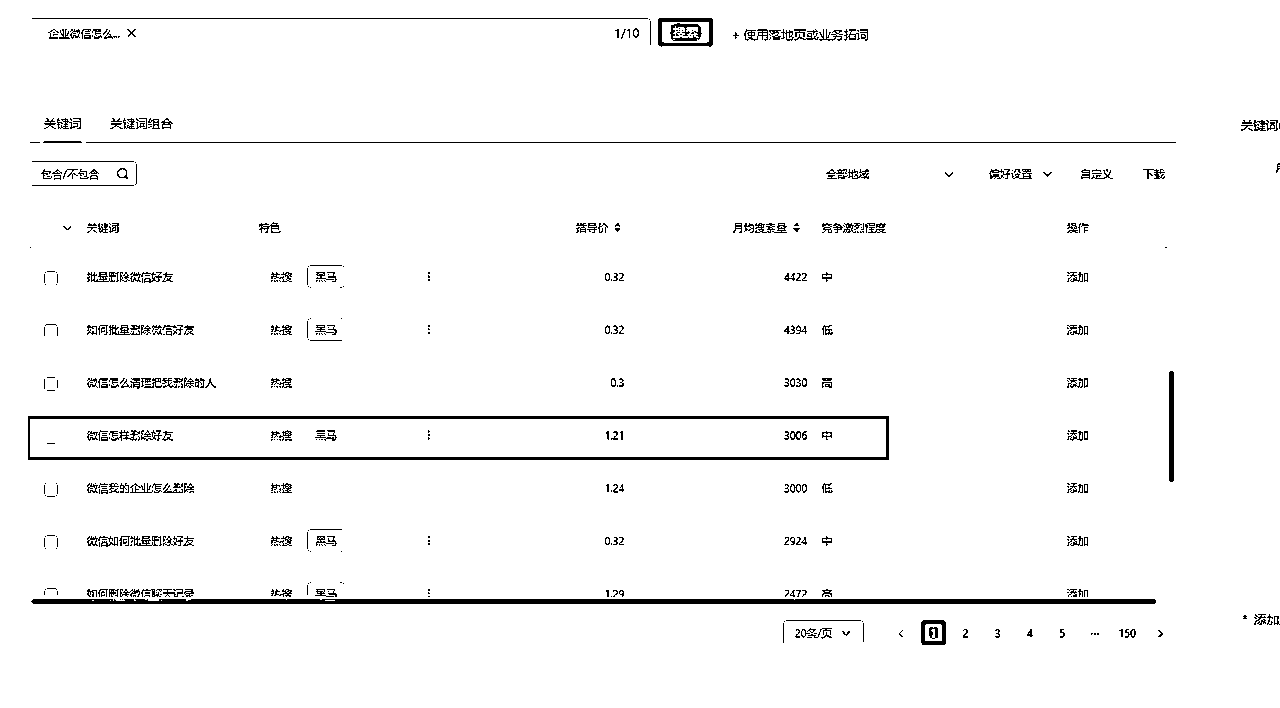 企业微信怎么... × 1/10 搜索 + 使用落地页或业务拓词
关键词 关键词组合 关键词
包含/不包含 全部地域 偏好设置 自定义 下载
关键词 特色 指导价 月均搜索量 竞争激烈程度 操作
批量删除微信好友 热搜 黑马 0.32 4422 中 添加
如何批量删除微信好友 热搜 黑马 0.32 4394 低 添加
微信怎么清理把我删除的人 热搜 0.3 3030 高 添加
微信怎样删除好友 热搜 黑马 1.21 3006 中 添加
微信我的企业怎么删除 热搜 1.24 3000 低 添加
微信如何批量删除好友 热搜 黑马 0.32 2924 中 添加
如何删除微信聊天记录 热搜 黑马 1.29 2472 高 添加
* 添加
20条/页 < 1 2 3 4 5 ... 150 >